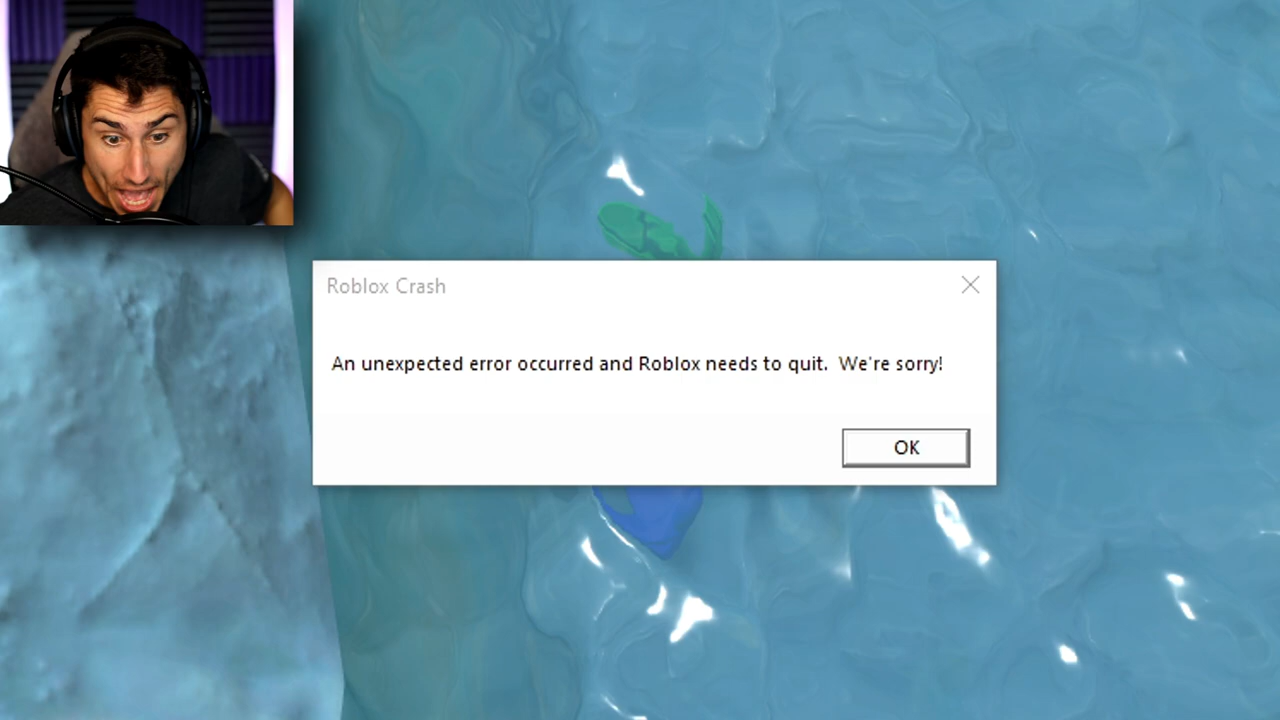 Roblox Crash
An unexpected error occurred and Roblox needs to quit.  We're sorry!
OK